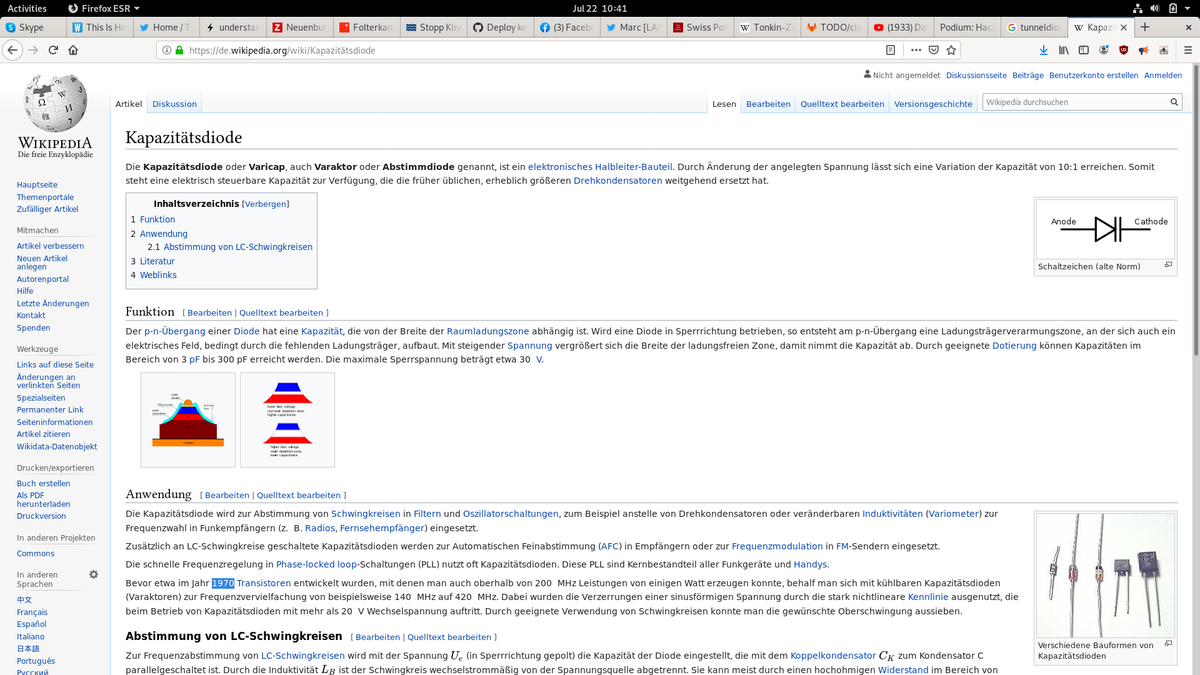 Activities Firefox ESR Jul 22 10:41
Skype This Is Ho Home / T understan Neuenbu Folterkan Stopp Kin Deploy ke (3) Faceb Marc [LA Swiss Pol Tonkin-Z TODO/cla (1933) Da Podium: Hac tunneldio Kapazi
https://de.wikipedia.org/wiki/Kapazitätsdiode
Nicht angemeldet Diskussionsseite Beiträge Benutzerkonto erstellen Anmelden
Artikel Diskussion Lesen Bearbeiten Quelltext bearbeiten Versionsgeschichte Wikipedia durchsuchen
WIKIPEDIA
Die freie Enzyklopädie
Hauptseite
Themenportale
Zufälliger Artikel
Mitmachen
Artikel verbessern
Neuen Artikel
anlegen
Autorenportal
Hilfe
Letzte Änderungen
Kontakt
Spenden
Werkzeuge
Links auf diese Seite
Änderungen an
verlinkten Seiten
Spezialseiten
Permanenter Link
Seiteninformationen
Artikel zitieren
Wikidata-Datenobjekt
Drucken/exportieren
Buch erstellen
Als PDF
herunterladen
Druckversion
In anderen Projekten
Commons
In anderen
Sprachen
中文
Français
Español
Italiano
日本語
Português
Русский
Kapazitätsdiode
Die Kapazitätsdiode oder Varicap, auch Varaktor oder Abstimmdiode genannt, ist ein elektronisches Halbleiter-Bauteil. Durch Änderung der angelegten Spannung lässt sich eine Variation der Kapazität von 10:1 erreichen. Somit
steht eine elektrisch steuerbare Kapazität zur Verfügung, die die früher üblichen, erheblich größeren Drehkondensatoren weitgehend ersetzt hat.
Inhaltsverzeichnis [Verbergen]
1 Funktion
2 Anwendung
2.1 Abstimmung von LC-Schwingkreisen
3 Literatur
4 Weblinks
Anode Cathode
Schaltzeichen (alte Norm)
Funktion [ Bearbeiten | Quelltext bearbeiten ]
Der p-n-Übergang einer Diode hat eine Kapazität, die von der Breite der Raumladungszone abhängig ist. Wird eine Diode in Sperrrichtung betrieben, so entsteht am p-n-Übergang eine Ladungsträgerverarmungszone, an der sich auch ein
elektrisches Feld, bedingt durch die fehlenden Ladungsträger, aufbaut. Mit steigender Spannung vergrößert sich die Breite der ladungsfreien Zone, damit nimmt die Kapazität ab. Durch geeignete Dotierung können Kapazitäten im
Bereich von 3 pF bis 300 pF erreicht werden. Die maximale Sperrspannung beträgt etwa 30 V.
lower bias voltage,
narrower depletion zone,
higher capacitance
higher bias voltage,
wider depletion zone,
lower capacitance
Anwendung [ Bearbeiten | Quelltext bearbeiten ]
Die Kapazitätsdiode wird zur Abstimmung von Schwingkreisen in Filtern und Oszillatorschaltungen, zum Beispiel anstelle von Drehkondensatoren oder veränderbaren Induktivitäten (Variometer) zur
Frequenzwahl in Funkempfängern (z. B. Radios, Fernsehempfänger) eingesetzt.
Zusätzlich an LC-Schwingkreise geschaltete Kapazitätsdioden werden zur Automatischen Feinabstimmung (AFC) in Empfängern oder zur Frequenzmodulation in FM-Sendern eingesetzt.
Die schnelle Frequenzregelung in Phase-locked loop-Schaltungen (PLL) nutzt oft Kapazitätsdioden. Diese PLL sind Kernbestandteil aller Funkgeräte und Handys.
Bevor etwa im Jahr 1970 Transistoren entwickelt wurden, mit denen man auch oberhalb von 200 MHz Leistungen von einigen Watt erzeugen konnte, behalf man sich mit kühlbaren Kapazitätsdioden
(Varaktoren) zur Frequenzvervielfachung von beispielsweise 140 MHz auf 420 MHz. Dabei wurden die Verzerrungen einer sinusförmigen Spannung durch die stark nichtlineare Kennlinie ausgenutzt, die
beim Betrieb von Kapazitätsdioden mit mehr als 20 V Wechselspannung auftritt. Durch geeignete Verwendung von Schwingkreisen konnte man die gewünschte Oberschwingung aussieben.
Verschiedene Bauformen von
Kapazitätsdioden
Abstimmung von LC-Schwingkreisen [ Bearbeiten | Quelltext bearbeiten ]
Zur Frequenzabstimmung von LC-Schwingkreisen wird mit der Spannung U_e (in Sperrrichtung gepolt) die Kapazität der Diode eingestellt, die mit dem Koppelkondensator C_K zum Kondensator C
parallelgeschaltet ist. Durch die Induktivität L_B ist der Schwingkreis wechselstrommäßig von der Spannungsquelle abgetrennt. Sie kann meist durch einen hochohmigen Widerstand im Bereich von